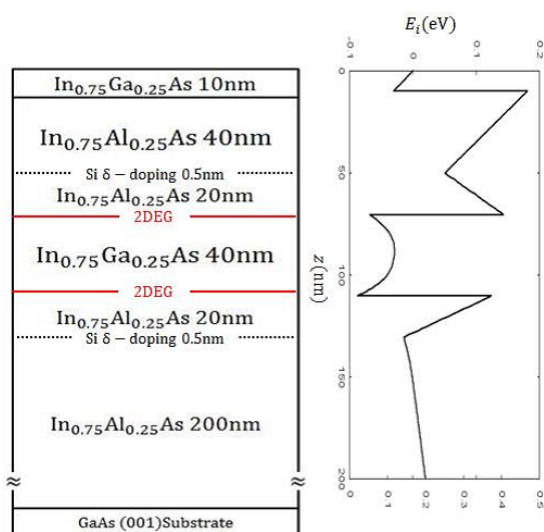 E_i(eV)
-0.1 0 0.1 0.2
In₀.₇₅Ga₀.₂₅As 10nm
In₀.₇₅Al₀.₂₅As 40nm
Si δ − doping 0.5nm
In₀.₇₅Al₀.₂₅As 20nm
2DEG
In₀.₇₅Ga₀.₂₅As 40nm
2DEG
In₀.₇₅Al₀.₂₅As 20nm
Si δ − doping 0.5nm
In₀.₇₅Al₀.₂₅As 200nm
≈ ≈
GaAs (001)Substrate
0
50
100
150
200
z(nm)
0 0.1 0.2 0.3 0.4 0.5